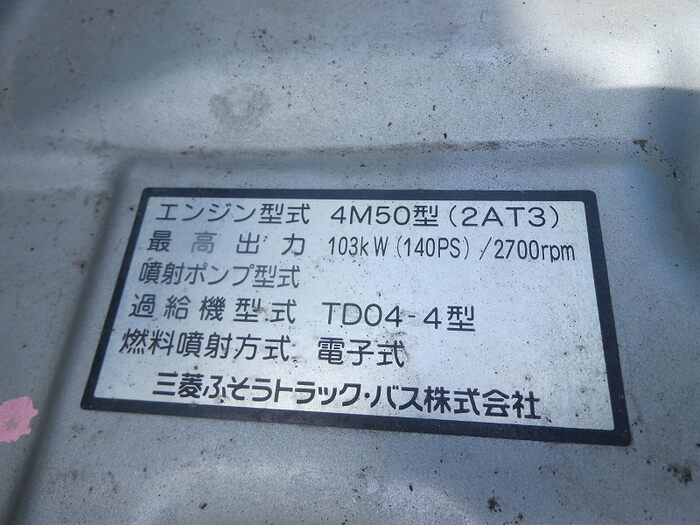 エンジン型式 4M50型(2AT3)
最高出力 103kW(140PS)/2700rpm
噴射ポンプ型式
過給機型式 TD04-4型
燃料噴射方式 電子式
三菱ふそうトラック・バス株式会社